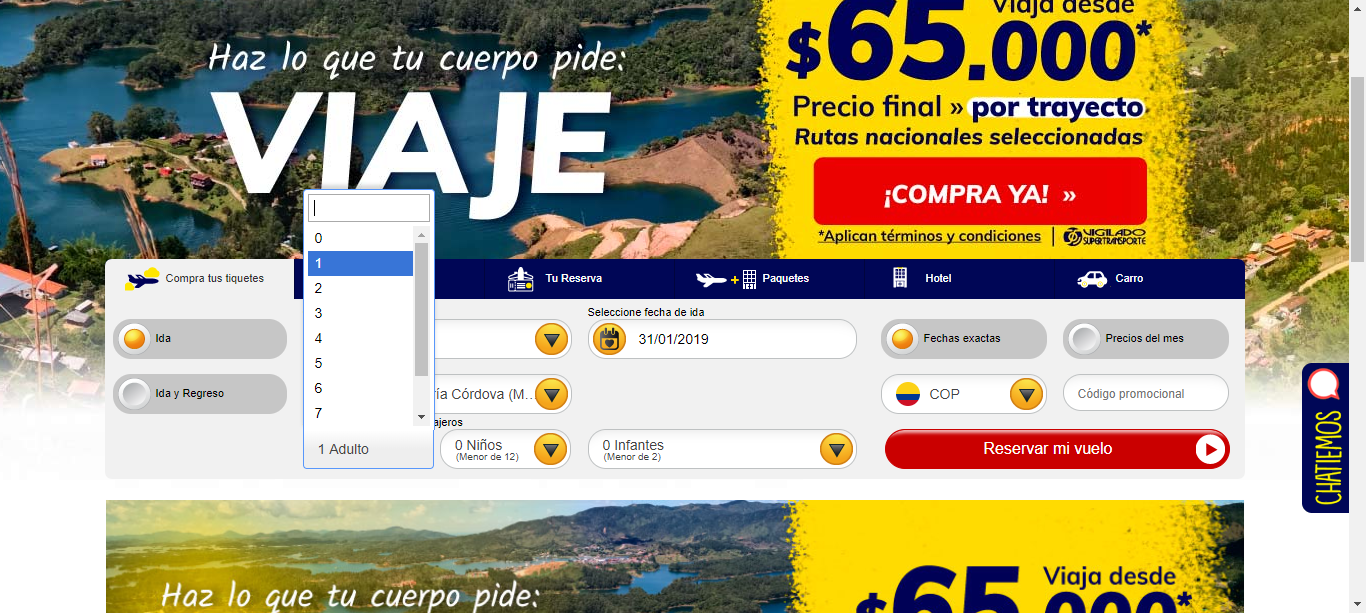 Viaja desde
$65.000*
Haz lo que tu cuerpo pide:
VIAJE
Precio final » por trayecto
Rutas nacionales seleccionadas
¡COMPRA YA! »
*Aplican términos y condiciones | VIGILADO SUPERTRANSPORTE
Compra tus tiquetes
Tu Reserva
+ Paquetes
Hotel
Carro
0
1
2
3
4
5
6
7
1 Adulto
Ida
Ida y Regreso
Seleccione fecha de ida
31/01/2019
Fechas exactas
Precios del mes
ía Córdova (M...
COP
Código promocional
ajeros
0 Niños
(Menor de 12)
0 Infantes
(Menor de 2)
Reservar mi vuelo
CHATIEMOS
Haz lo que tu cuerpo pide:
Viaja desde
$65.000*